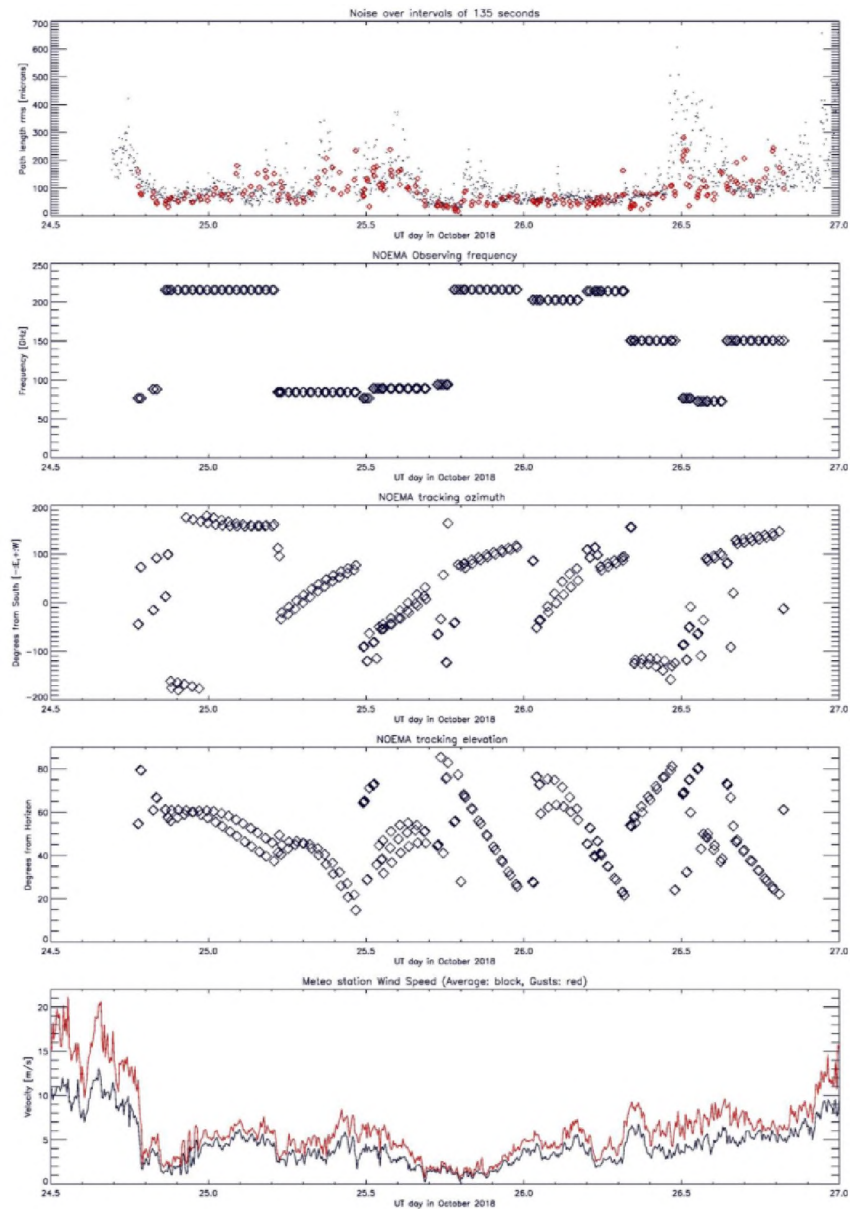 Noise over intervals of 135 seconds
Path length rms [microns]
700
600
500
400
300
200
100
0
24.5 25.0 25.5 26.0 26.5 27.0
UT day in October 2018
NOEMA Observing frequency
Frequency [GHz]
250
200
150
100
50
0
24.5 25.0 25.5 26.0 26.5 27.0
UT day in October 2018
NOEMA tracking azimuth
Degrees from South [-:E,+:W]
200
100
0
-100
-200
24.5 25.0 25.5 26.0 26.5 27.0
UT day in October 2018
NOEMA tracking elevation
Degrees from Horizon
80
60
40
20
0
24.5 25.0 25.5 26.0 26.5 27.0
UT day in October 2018
Meteo station Wind Speed (Average: black, Gusts: red)
Velocity [m/s]
20
15
10
5
0
24.5 25.0 25.5 26.0 26.5 27.0
UT day in October 2018